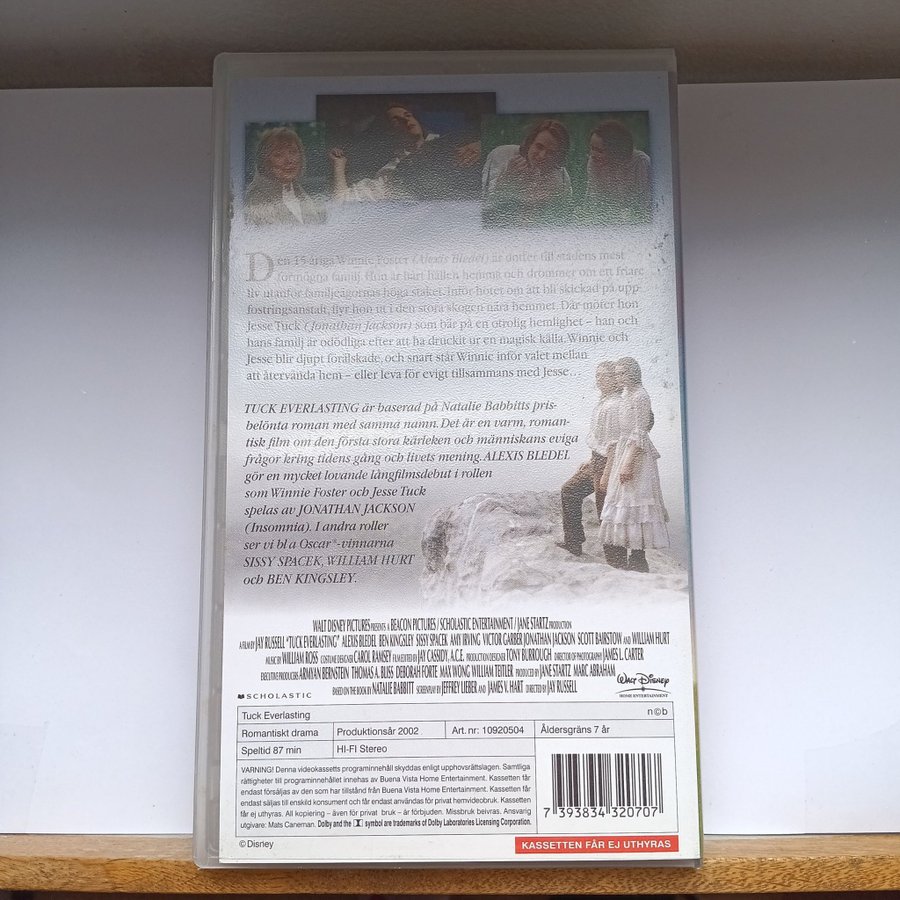 Den 15-åriga Winnie Foster (Alexis Bledel) är dotter till stadens mest
förmögna familj. Hon är hårt hållen hemma och drömmer om ett friare
liv utanför familjeägornas höga staket. Inför hotet om att bli skickad på upp-
fostringsanstalt, flyr hon ut i den stora skogen nära hemmet. Där möter hon
Jesse Tuck (Jonathan Jackson) som bär på en otrolig hemlighet – han och
hans familj är odödliga efter att ha druckit ur en magisk källa. Winnie och
Jesse blir djupt förälskade, och snart står Winnie inför valet mellan
att återvända hem – eller leva för evigt tillsammans med Jesse...
TUCK EVERLASTING är baserad på Natalie Babbitts pris-
belönta roman med samma namn. Det är en varm, roman-
tisk film om den första stora kärleken och människans eviga
frågor kring tidens gång och livets mening. ALEXIS BLEDEL
gör en mycket lovande långfilmsdebut i rollen
som Winnie Foster och Jesse Tuck
spelas av JONATHAN JACKSON
(Insomnia). I andra roller
ser vi bl a Oscar®-vinnarna
SISSY SPACEK, WILLIAM HURT
och BEN KINGSLEY.
WALT DISNEY PICTURES PRESENTS A BEACON PICTURES / SCHOLASTIC ENTERTAINMENT / JANE STARTZ PRODUCTION
A FILM BY JAY RUSSELL "TUCK EVERLASTING" ALEXIS BLEDEL BEN KINGSLEY SISSY SPACEK AMY IRVING VICTOR GARBER JONATHAN JACKSON SCOTT BAIRSTOW AND WILLIAM HURT
MUSIC BY WILLIAM ROSS COSTUME DESIGNER CAROL RAMSEY FILM EDITED BY JAY CASSIDY, A.C.E. PRODUCTION DESIGNER TONY BURROUGH DIRECTOR OF PHOTOGRAPHY JAMES L. CARTER
EXECUTIVE PRODUCERS ARMYAN BERNSTEIN THOMAS A. BLISS DEBORAH FORTE MAX WONG WILLIAM TEITLER PRODUCED BY JANE STARTZ MARC ABRAHAM
BASED ON THE BOOK BY NATALIE BABBITT SCREENPLAY BY JEFFREY LIEBER AND JAMES V. HART DIRECTED BY JAY RUSSELL
WALT DISNEY
HOME ENTERTAINMENT
SCHOLASTIC
Tuck Everlasting n©b
Romantiskt drama Produktionsår 2002 Art.nr: 10920504 Åldersgräns 7 år
Speltid 87 min HI-FI Stereo
VARNING! Denna videokassetts programinnehåll skyddas enligt upphovsrättslagen. Samtliga
rättigheter till programinnehållet innehas av Buena Vista Home Entertainment. Kassetten får
endast försäljas av den som har tillstånd från Buena Vista Home Entertainment. Kassetten får
endast säljas till enskild konsument och får endast användas för privat hemvideobruk. Kassetten
får ej uthyras. All kopiering – även för privat bruk – är förbjuden. Missbruk beivras. Ansvarig
utgivare: Mats Caneman. Dolby and the symbol are trademarks of Dolby Laboratories Licensing Corporation.
7 393834 320707
© Disney
KASSETTEN FÅR EJ UTHYRAS